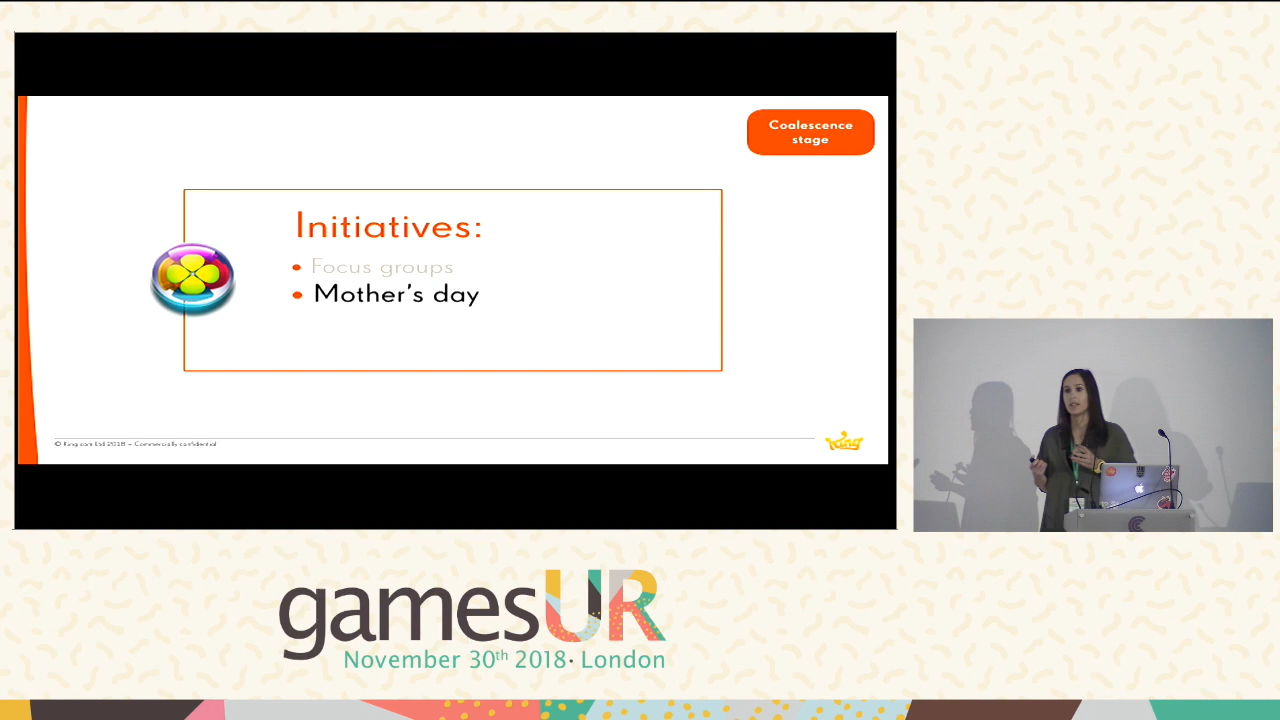 Coalescence
stage
Initiatives:
• Focus groups
• Mother's day
© King.com Ltd 2018 – Commercially confidential
King
gamesUR
November 30th 2018 · London